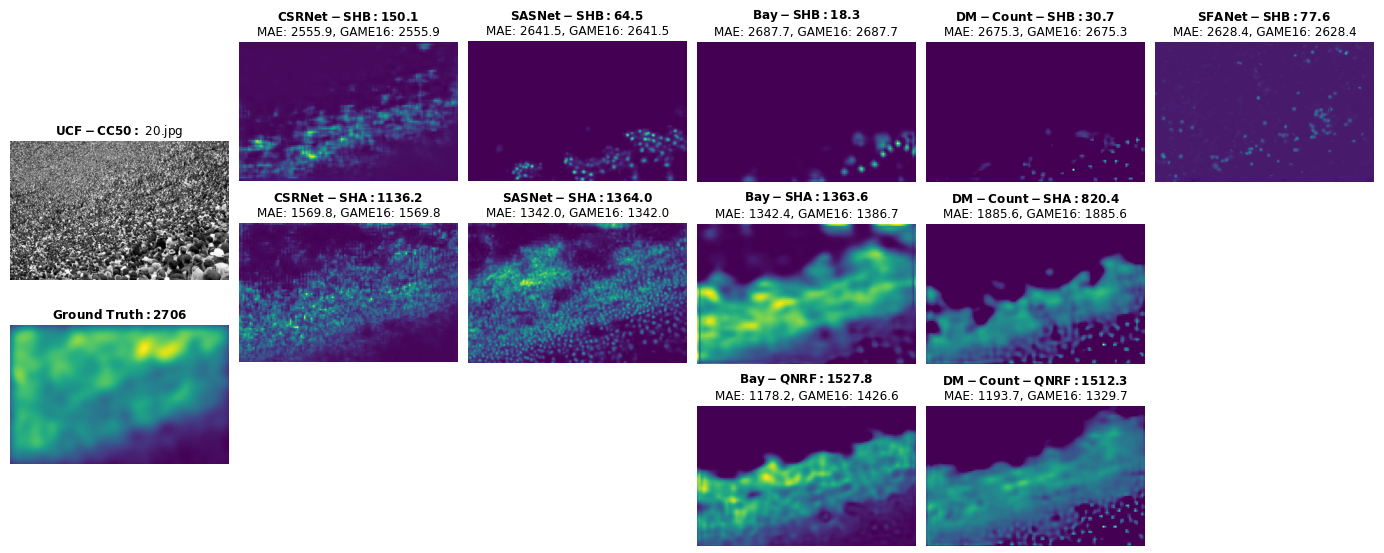 CSRNet−SHB: 150.1
MAE: 2555.9, GAME16: 2555.9
SASNet−SHB: 64.5
MAE: 2641.5, GAME16: 2641.5
Bay−SHB: 18.3
MAE: 2687.7, GAME16: 2687.7
DM−Count−SHB: 30.7
MAE: 2675.3, GAME16: 2675.3
SFANet−SHB: 77.6
MAE: 2628.4, GAME16: 2628.4
UCF−CC50: 20.jpg
CSRNet−SHA: 1136.2
MAE: 1569.8, GAME16: 1569.8
SASNet−SHA: 1364.0
MAE: 1342.0, GAME16: 1342.0
Bay−SHA: 1363.6
MAE: 1342.4, GAME16: 1386.7
DM−Count−SHA: 820.4
MAE: 1885.6, GAME16: 1885.6
Ground Truth: 2706
Bay−QNRF: 1527.8
MAE: 1178.2, GAME16: 1426.6
DM−Count−QNRF: 1512.3
MAE: 1193.7, GAME16: 1329.7